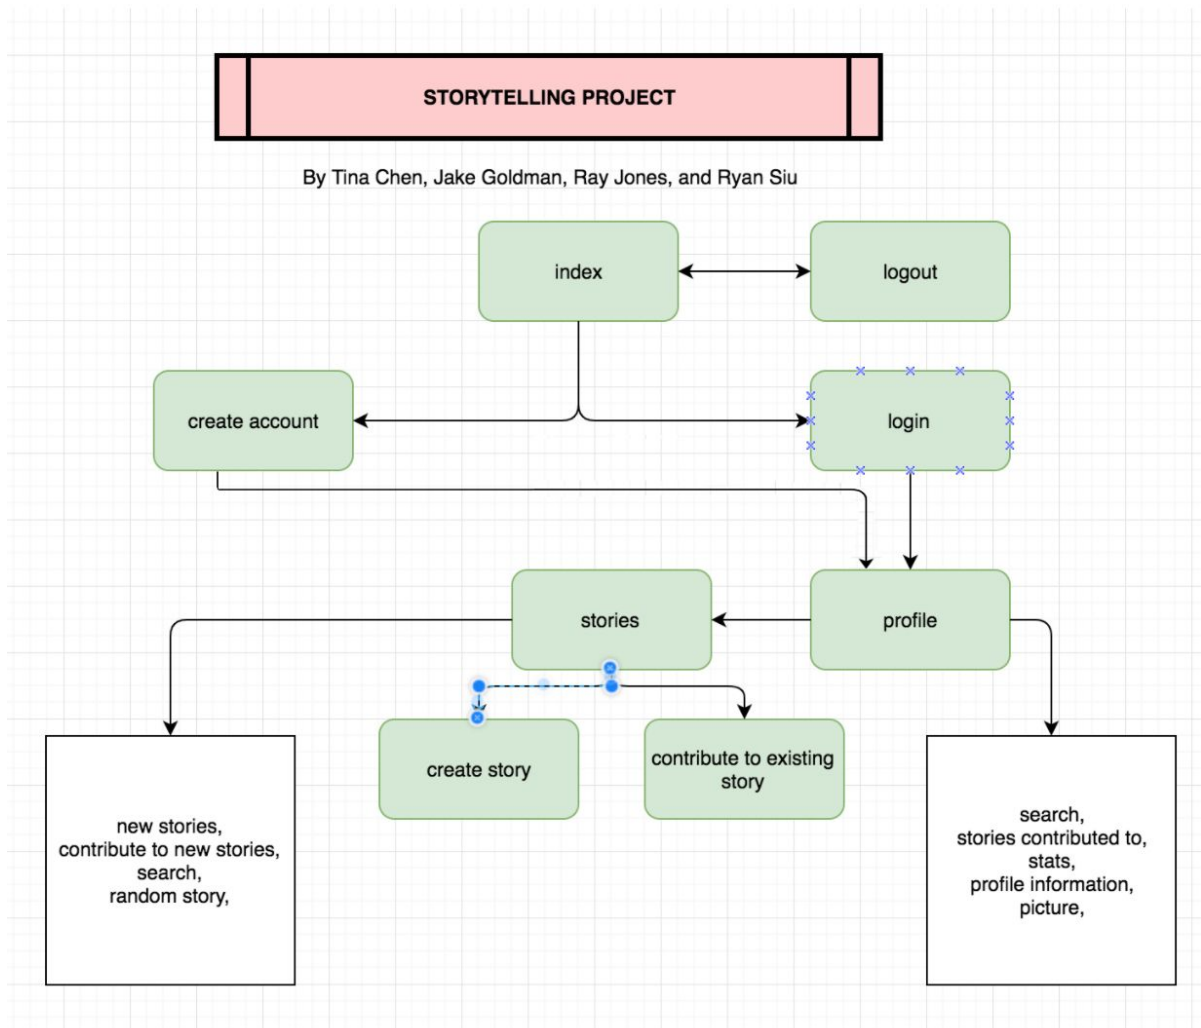 STORYTELLING PROJECT
By Tina Chen, Jake Goldman, Ray Jones, and Ryan Siu
index
logout
create account
login
stories
profile
create story
contribute to existing
story
new stories,
contribute to new stories,
search,
random story,
search,
stories contributed to,
stats,
profile information,
picture,